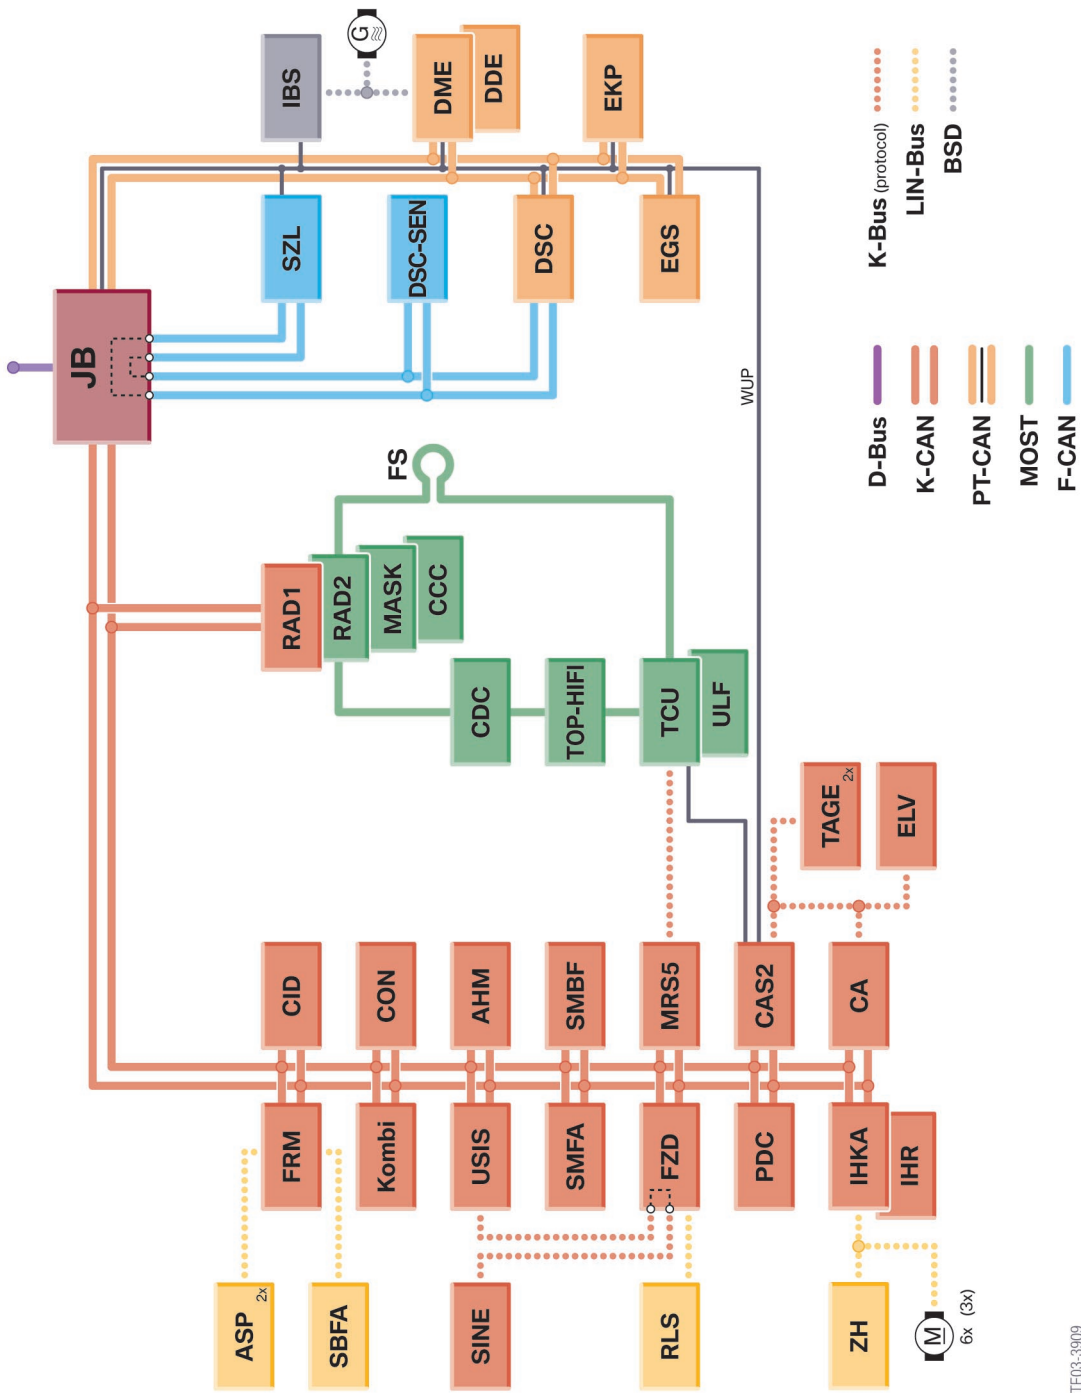 JB
IBS
G
DME
DDE
EKP
SZL
DSC-SEN
DSC
EGS
WUP
FS
RAD1
RAD2
MASK
CCC
CDC
TOP-HIFI
TCU
ULF
TAGE
2x
ELV
CID
CON
AHM
SMBF
MRS5
CAS2
CA
FRM
Kombi
USIS
SMFA
FZD
PDC
IHKA
IHR
ASP
2x
SBFA
SINE
RLS
ZH
M
6x (3x)
D-Bus
K-CAN
PT-CAN
MOST
F-CAN
K-Bus (protocol)
LIN-Bus
BSD
TE03-3909